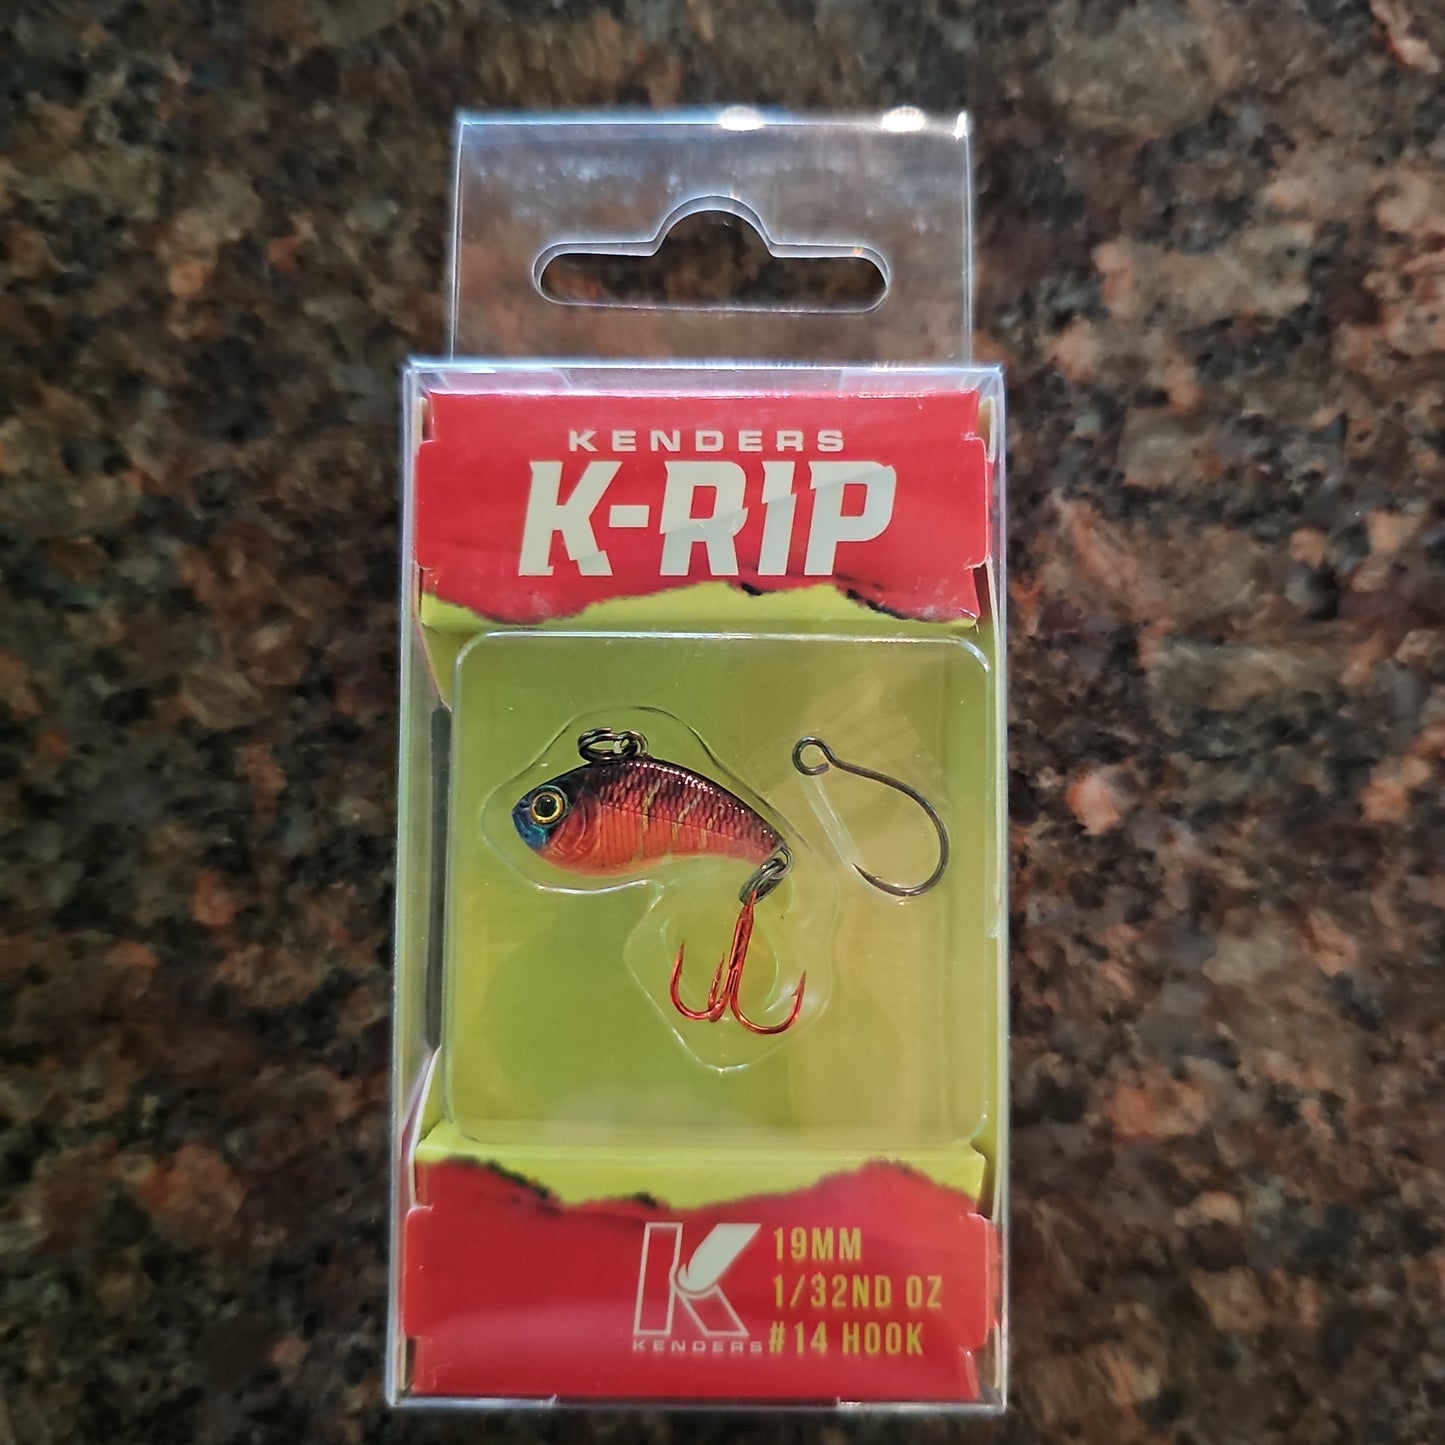 KENDERS
K-RIP
19MM
1/32ND OZ
#14 HOOK
KENDERS